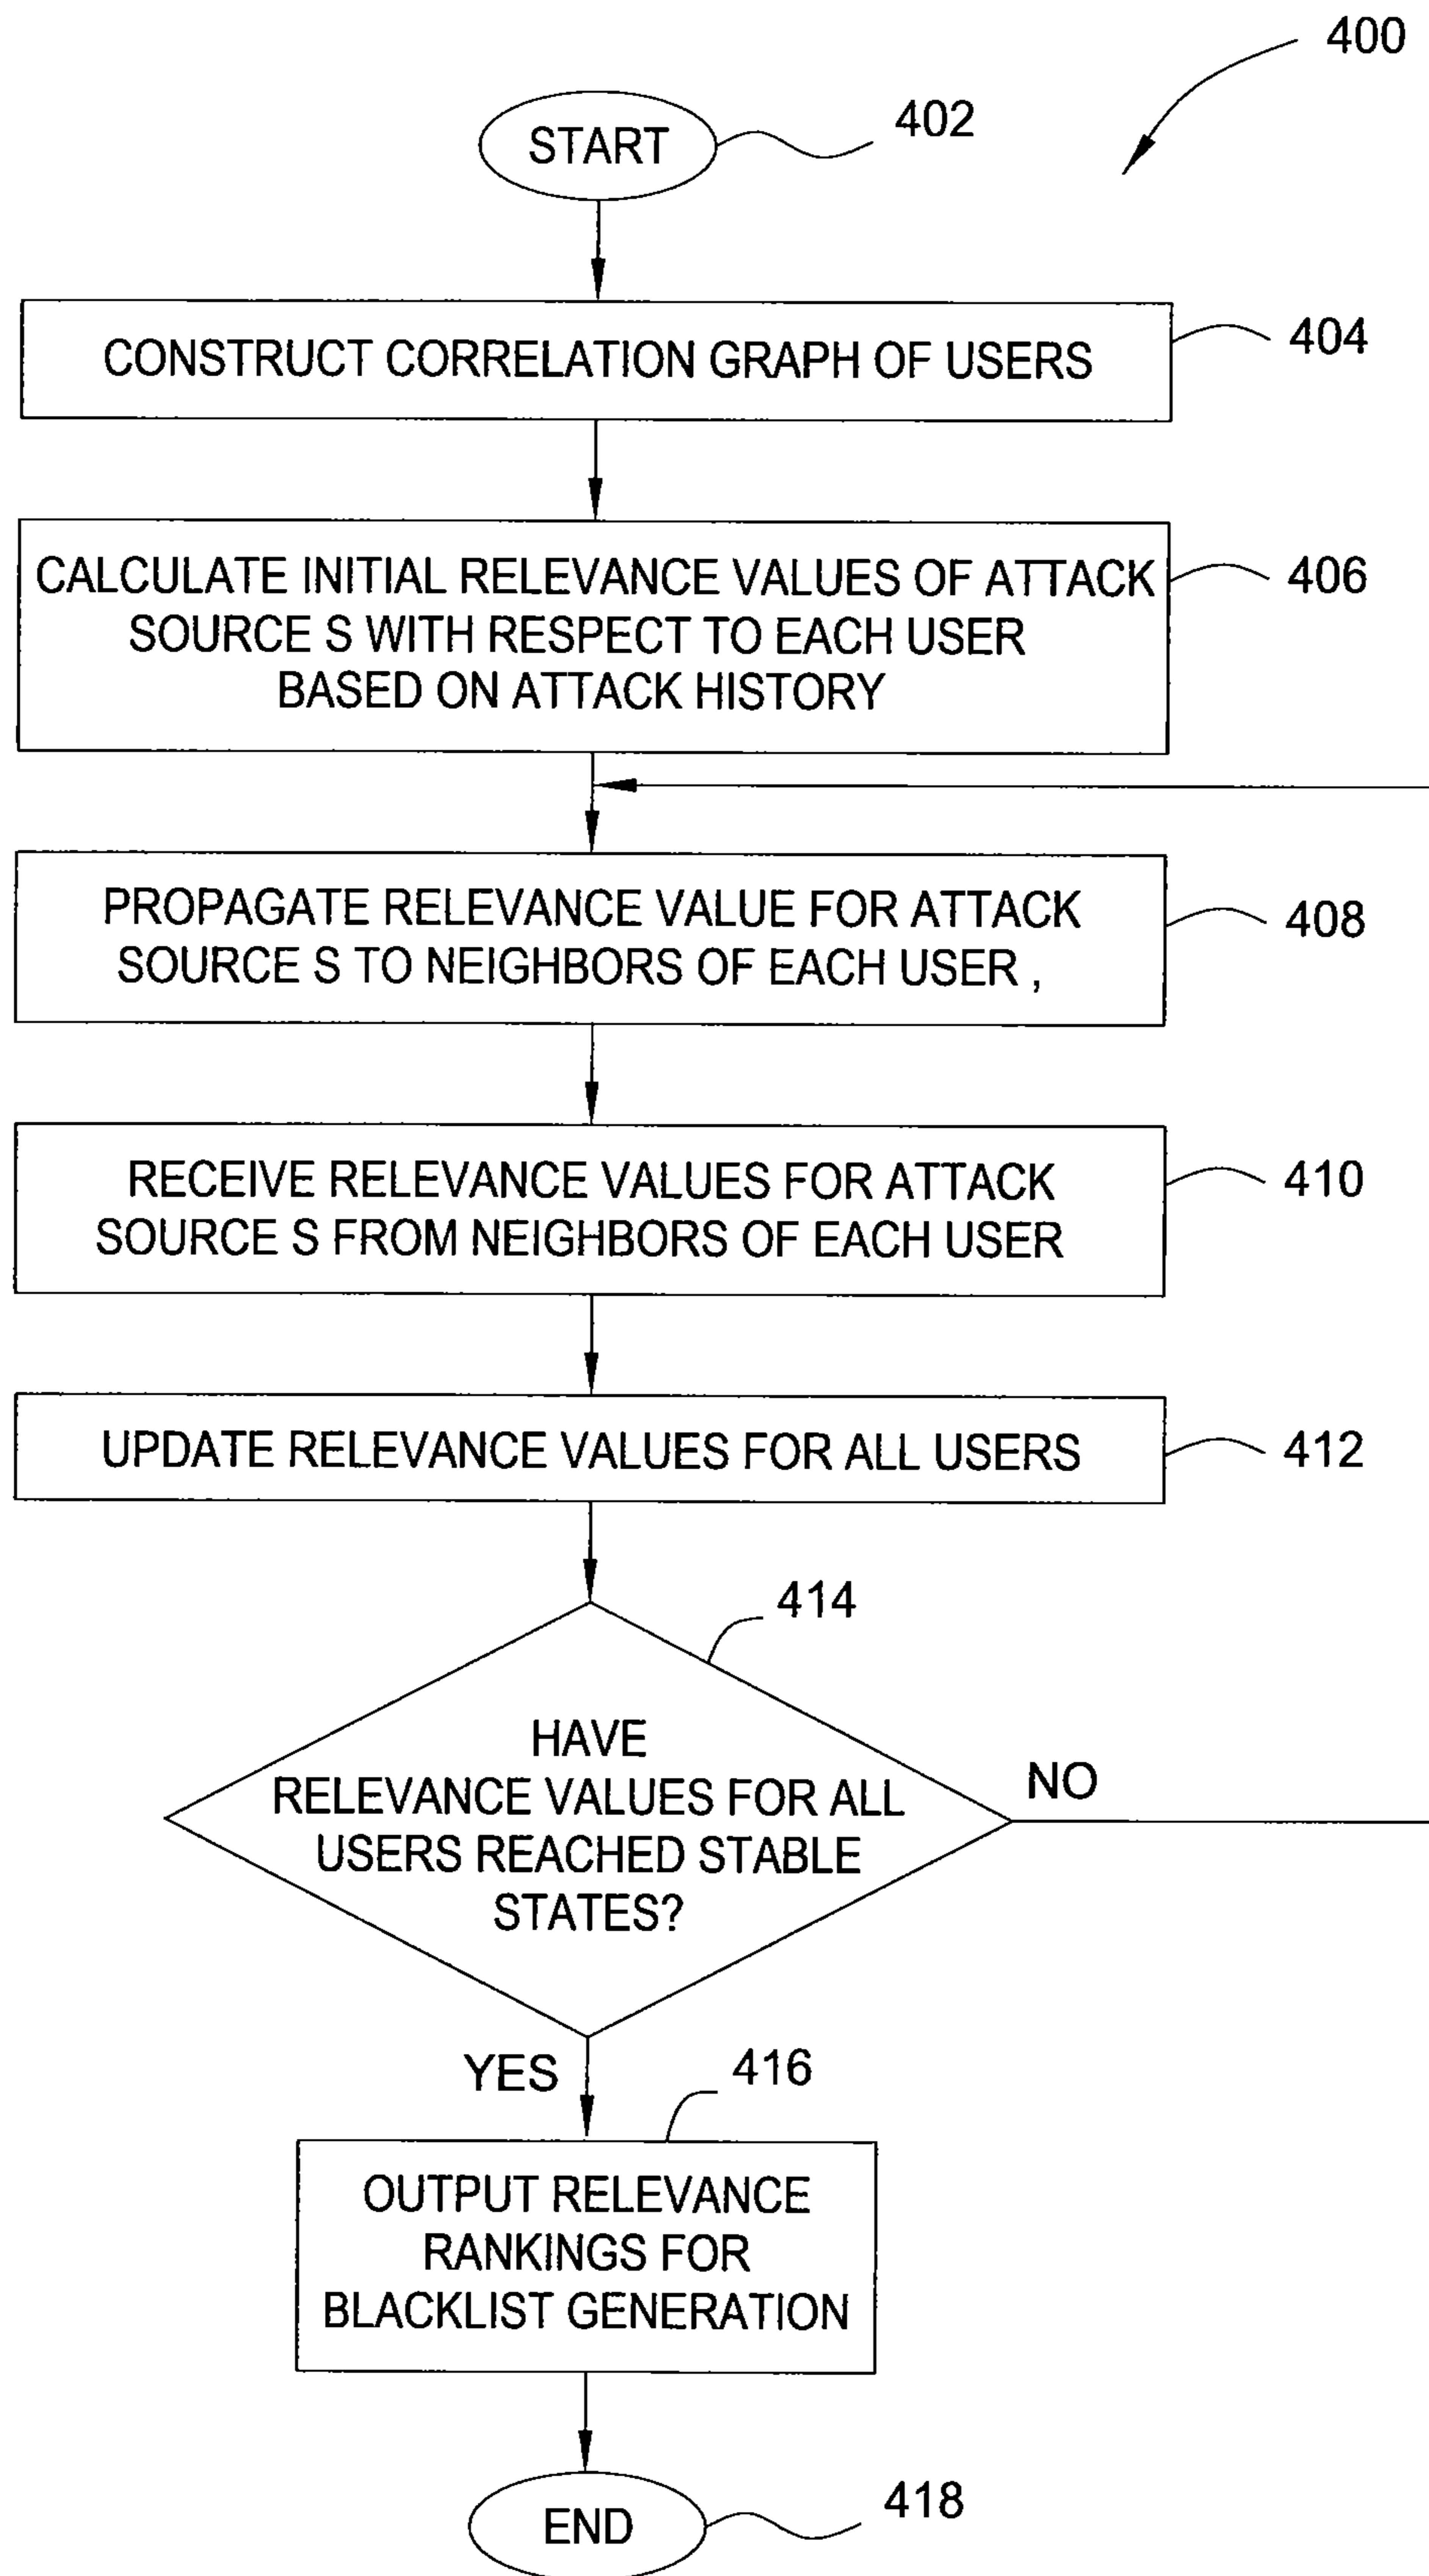 400
START
402
CONSTRUCT CORRELATION GRAPH OF USERS
404
CALCULATE INITIAL RELEVANCE VALUES OF ATTACK
SOURCE S WITH RESPECT TO EACH USER
BASED ON ATTACK HISTORY
406
PROPAGATE RELEVANCE VALUE FOR ATTACK
SOURCE S TO NEIGHBORS OF EACH USER ,
408
RECEIVE RELEVANCE VALUES FOR ATTACK
SOURCE S FROM NEIGHBORS OF EACH USER
410
UPDATE RELEVANCE VALUES FOR ALL USERS
412
414
HAVE
RELEVANCE VALUES FOR ALL
USERS REACHED STABLE
STATES?
NO
YES
416
OUTPUT RELEVANCE
RANKINGS FOR
BLACKLIST GENERATION
END
418